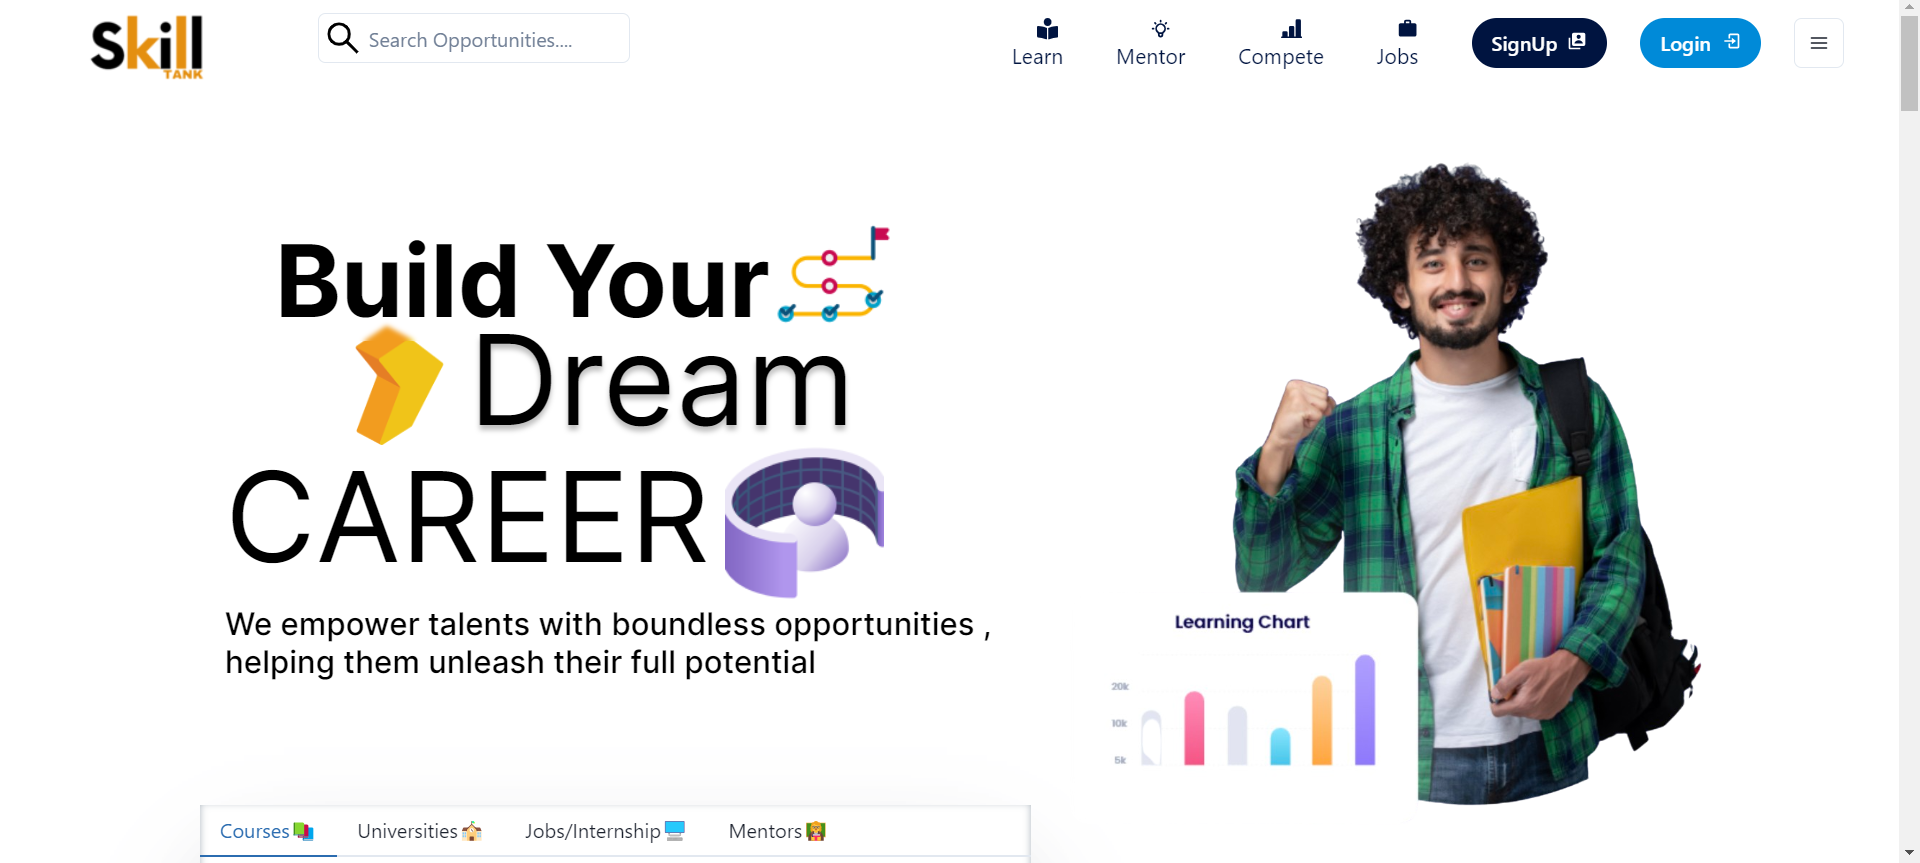 Skill
TANK
Search Opportunities....
Learn
Mentor
Compete
Jobs
SignUp
Login
Build Your
Dream
CAREER
We empower talents with boundless opportunities ,
helping them unleash their full potential
Learning Chart
20k
10k
5k
Courses
Universities
Jobs/Internship
Mentors